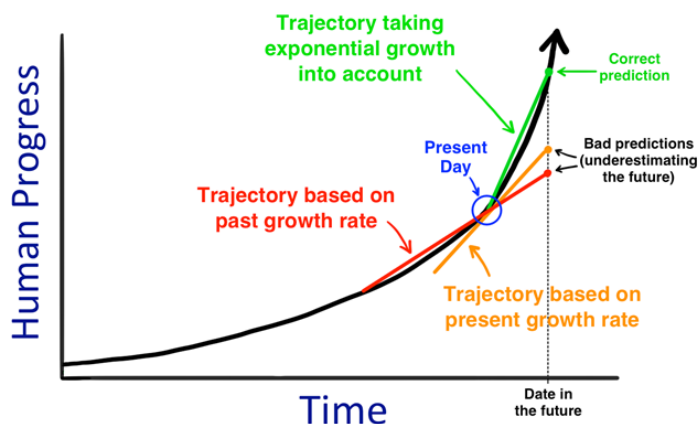 Trajectory taking
exponential growth
into account
Correct
prediction
Present
Day
Bad predictions
(underestimating
the future)
Trajectory based on
past growth rate
Trajectory based on
present growth rate
Human Progress
Time
Date in
the future